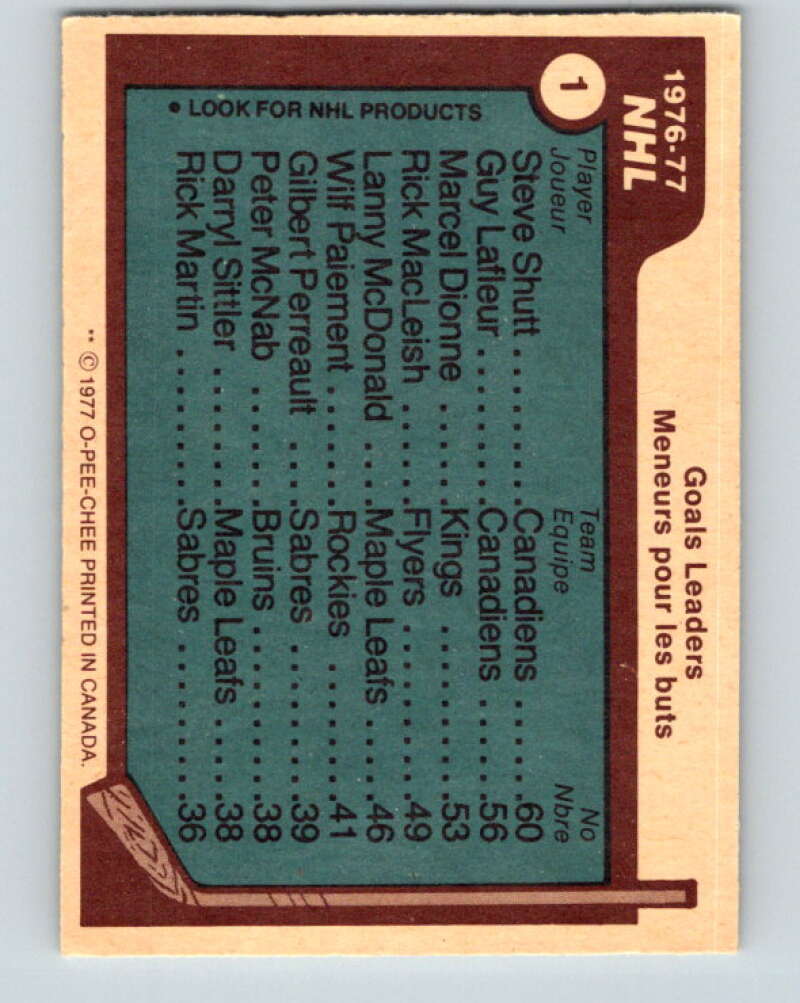 1976-77
NHL
Goals Leaders
Meneurs pour les buts
1
Player Team No
Joueur Equipe Nbre
Steve Shutt . . . . . . . . Canadiens . . . . . 60
Guy Lafleur . . . . . . . . Canadiens . . . . . 56
Marcel Dionne . . . . . Kings . . . . . . . . . 53
Rick MacLeish . . . . . Flyers . . . . . . . . . 49
Lanny McDonald . . . . Maple Leafs . . . . 46
Wilf Paiement . . . . . . Rockies . . . . . . . 41
Gilbert Perreault . . . . Sabres . . . . . . . . 39
Peter McNab . . . . . . . Bruins . . . . . . . . . 38
Darryl Sittler . . . . . . . Maple Leafs . . . . 38
Rick Martin . . . . . . . . Sabres . . . . . . . . 36
• LOOK FOR NHL PRODUCTS
** © 1977 O-PEE-CHEE PRINTED IN CANADA.